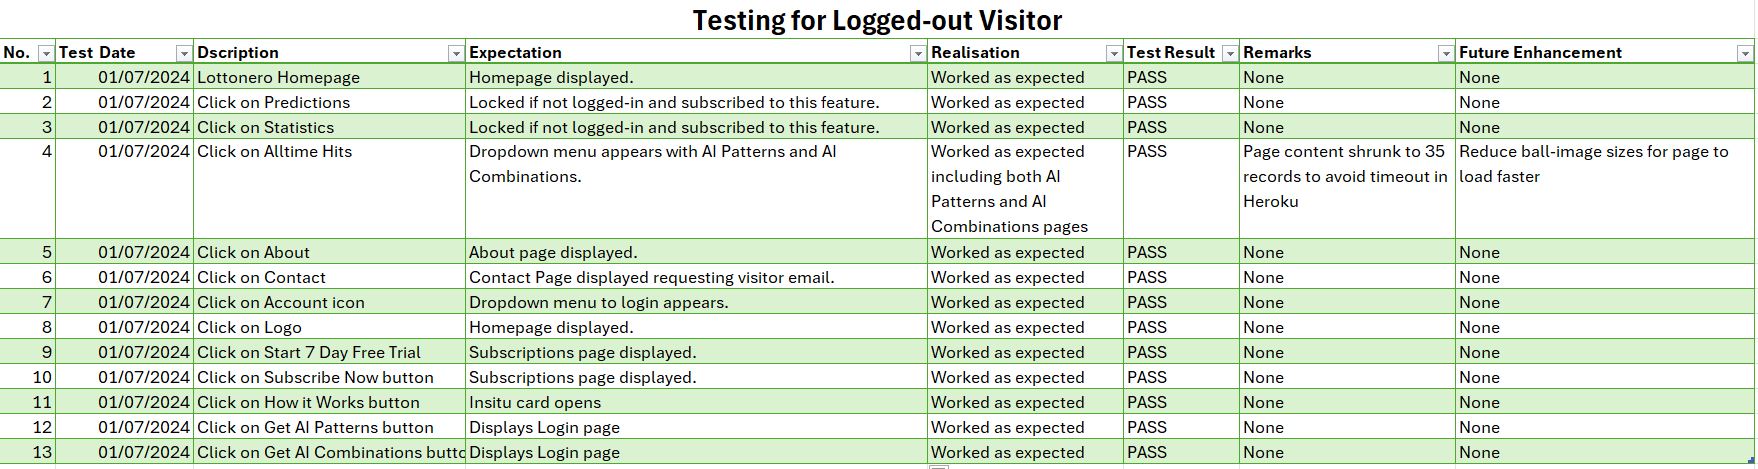 Testing for Logged-out Visitor
No. Test Date Dscription Expectation Realisation Test Result Remarks Future Enhancement
1 01/07/2024 Lottonero Homepage Homepage displayed. Worked as expected PASS None None
2 01/07/2024 Click on Predictions Locked if not logged-in and subscribed to this feature. Worked as expected PASS None None
3 01/07/2024 Click on Statistics Locked if not logged-in and subscribed to this feature. Worked as expected PASS None None
4 01/07/2024 Click on Alltime Hits Dropdown menu appears with AI Patterns and AI Worked as expected PASS Page content shrunk to 35 Reduce ball-image sizes for page to
Combinations. including both AI records to avoid timeout in load faster
Patterns and AI Heroku
Combinations pages
5 01/07/2024 Click on About About page displayed. Worked as expected PASS None None
6 01/07/2024 Click on Contact Contact Page displayed requesting visitor email. Worked as expected PASS None None
7 01/07/2024 Click on Account icon Dropdown menu to login appears. Worked as expected PASS None None
8 01/07/2024 Click on Logo Homepage displayed. Worked as expected PASS None None
9 01/07/2024 Click on Start 7 Day Free Trial Subscriptions page displayed. Worked as expected PASS None None
10 01/07/2024 Click on Subscribe Now button Subscriptions page displayed. Worked as expected PASS None None
11 01/07/2024 Click on How it Works button Insitu card opens Worked as expected PASS None None
12 01/07/2024 Click on Get AI Patterns button Displays Login page Worked as expected PASS None None
13 01/07/2024 Click on Get AI Combinations butto Displays Login page Worked as expected PASS None None